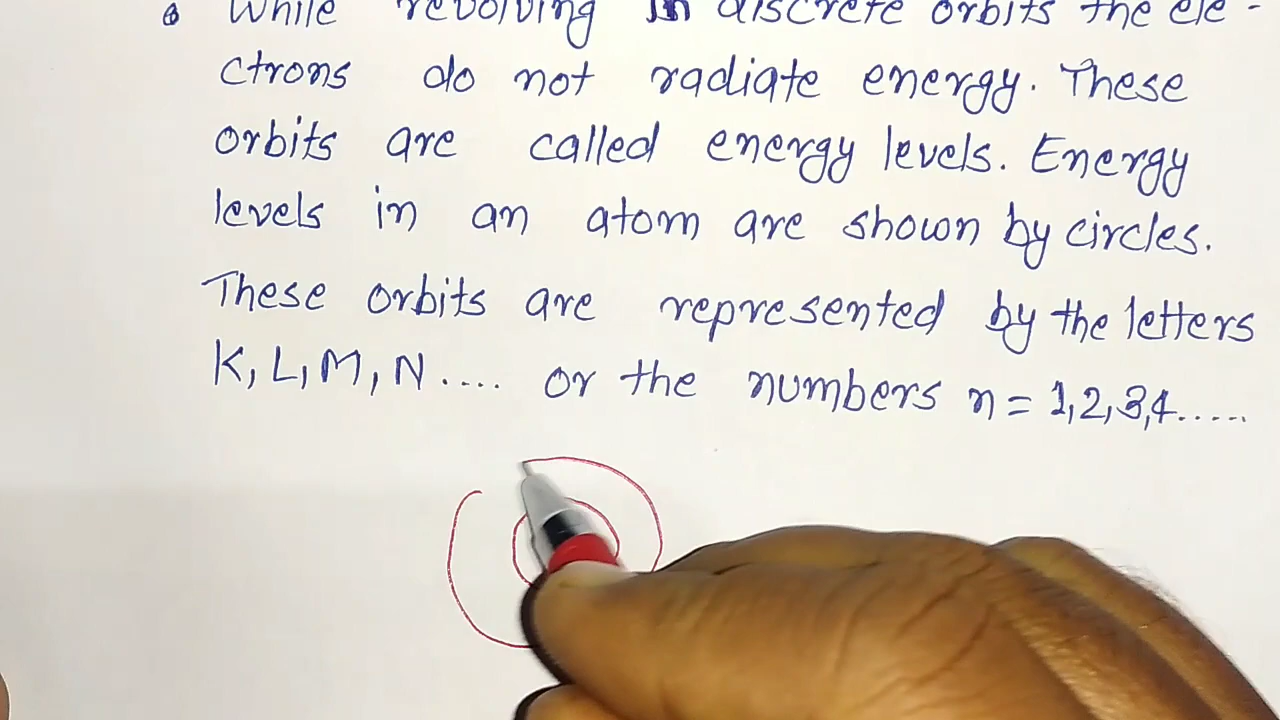 While revolving in discrete orbits the ele-
ctrons do not radiate energy. These
orbits are called energy levels. Energy
levels in an atom are shown by circles.
These orbits are represented by the letters
K, L, M, N.... or the numbers n = 1,2,3,4.....